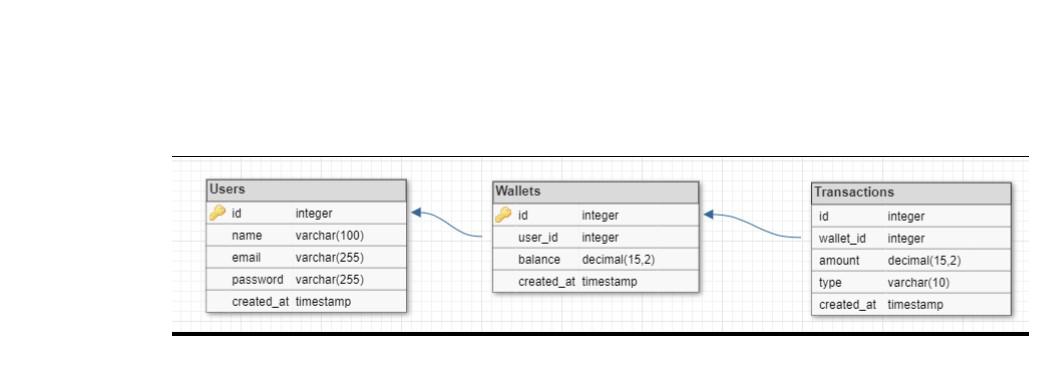 Users
id integer
name varchar(100)
email varchar(255)
password varchar(255)
created_at timestamp
Wallets
id integer
user_id integer
balance decimal(15,2)
created_at timestamp
Transactions
id integer
wallet_id integer
amount decimal(15,2)
type varchar(10)
created_at timestamp